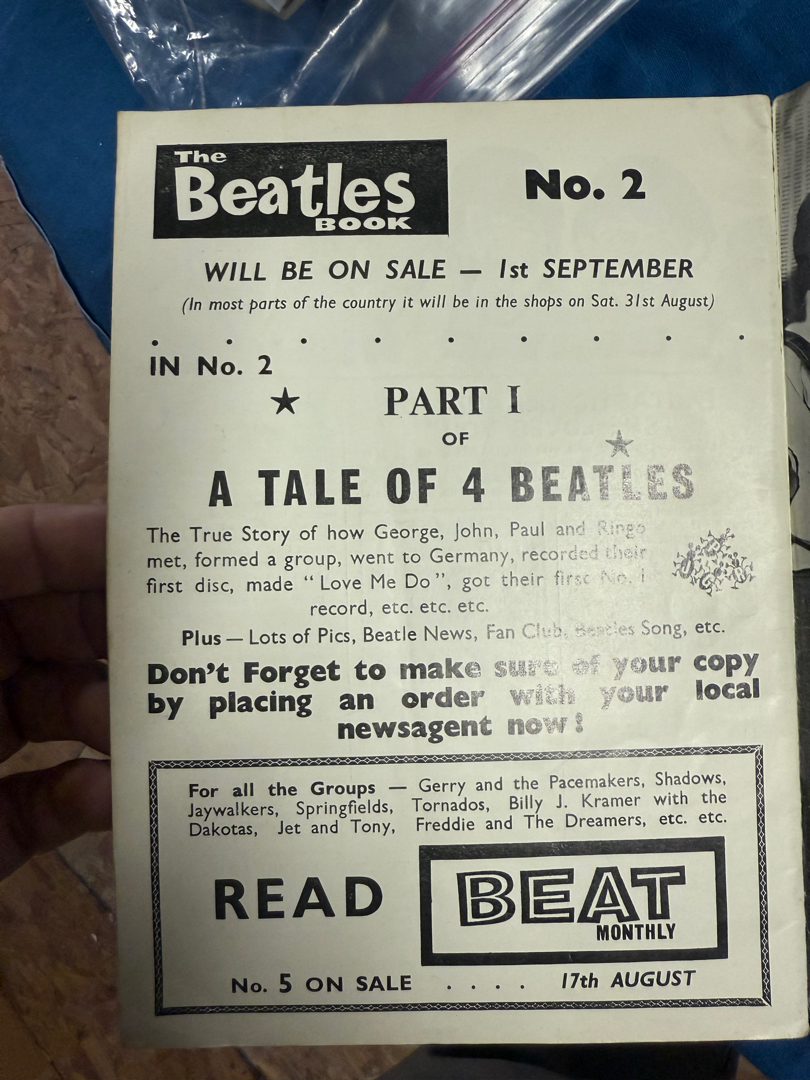 The
Beatles
BOOK
No. 2
WILL BE ON SALE — 1st SEPTEMBER
(In most parts of the country it will be in the shops on Sat. 31st August)
IN No. 2
★ PART I
OF
A TALE OF 4 BEATLES
The True Story of how George, John, Paul and Ringo
met, formed a group, went to Germany, recorded their
first disc, made “Love Me Do”, got their first No. 1
record, etc. etc. etc.
Plus — Lots of Pics, Beatle News, Fan Club, Beatles Song, etc.
Don’t Forget to make sure of your copy
by placing an order with your local
newsagent now!
For all the Groups — Gerry and the Pacemakers, Shadows,
Jaywalkers, Springfields, Tornados, Billy J. Kramer with the
Dakotas, Jet and Tony, Freddie and The Dreamers, etc. etc.
READ BEAT
MONTHLY
No. 5 ON SALE . . . . 17th AUGUST